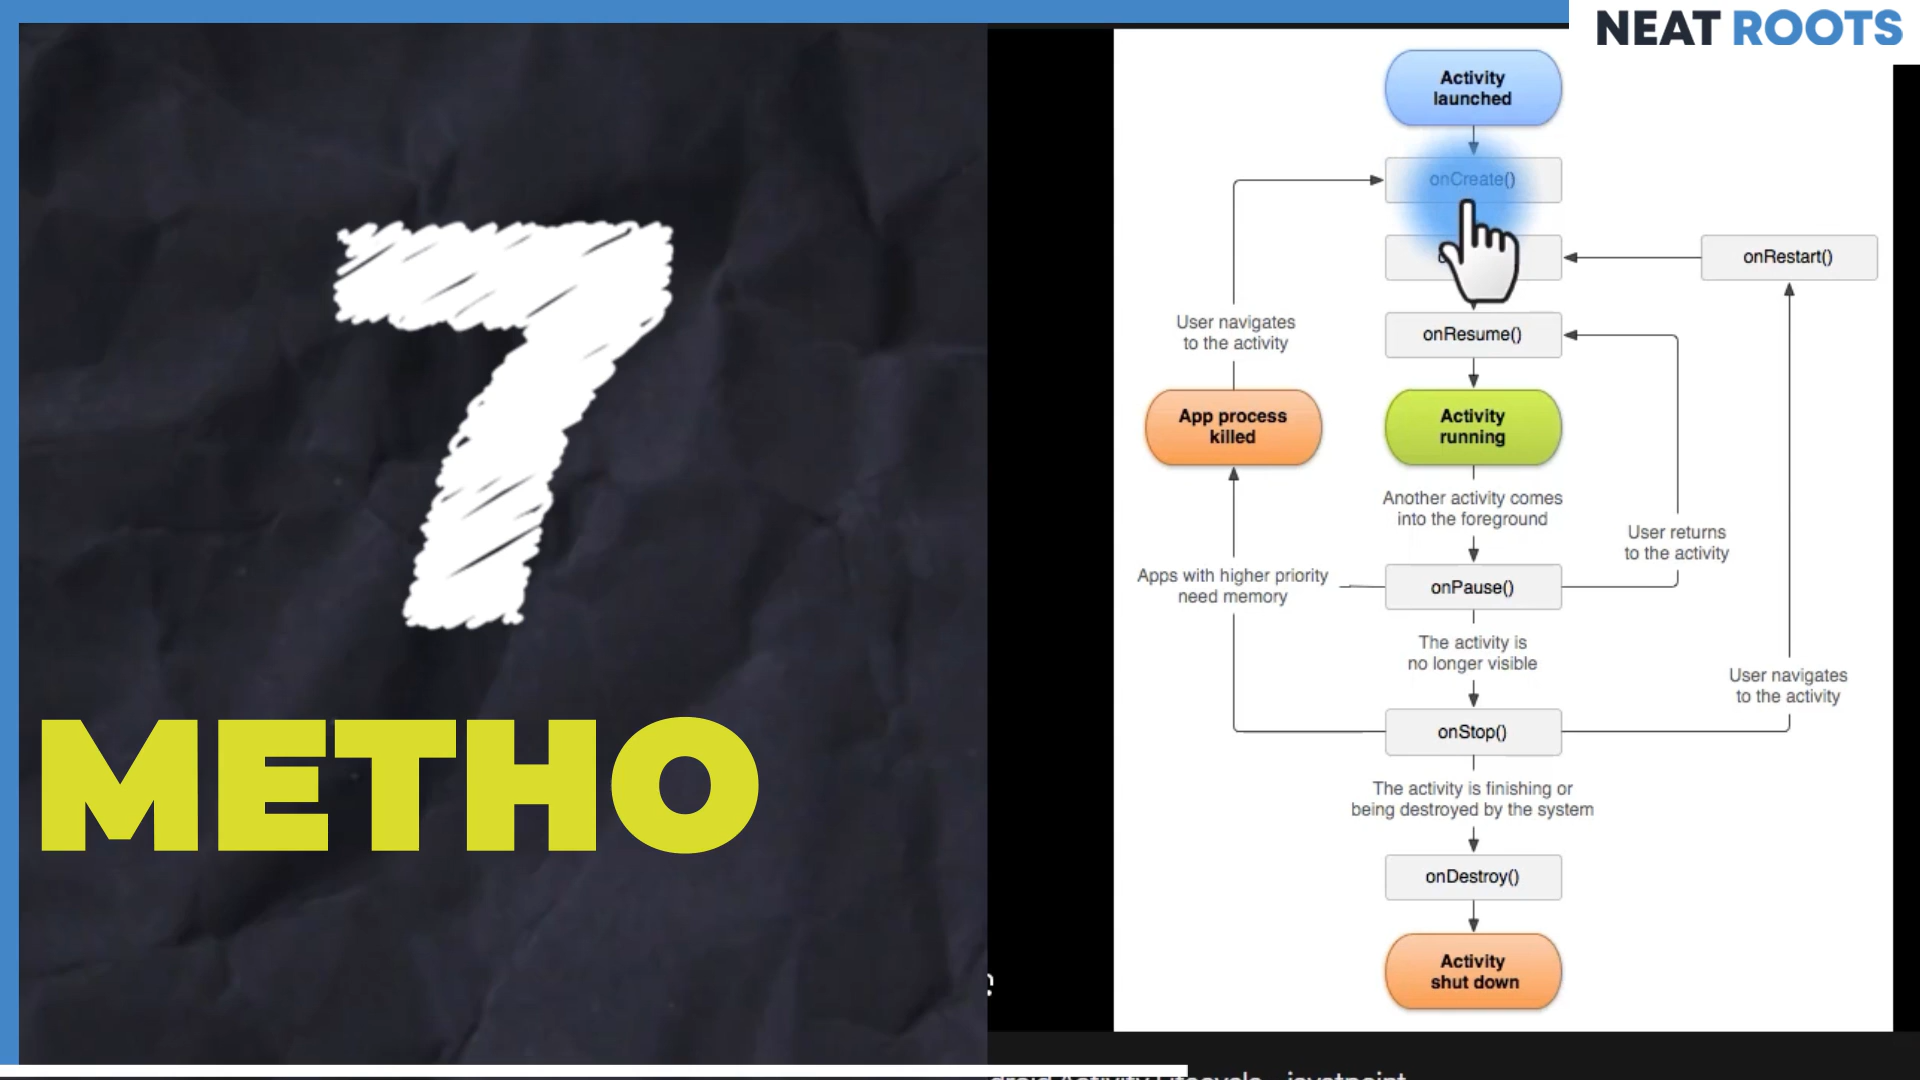 NEAT ROOTS
7
METHO
Activity
launched
onCreate()
onRestart()
User navigates
to the activity
onResume()
App process
killed
Activity
running
Another activity comes
into the foreground
User returns
to the activity
Apps with higher priority
need memory
onPause()
The activity is
no longer visible
User navigates
to the activity
onStop()
The activity is finishing or
being destroyed by the system
onDestroy()
Activity
shut down